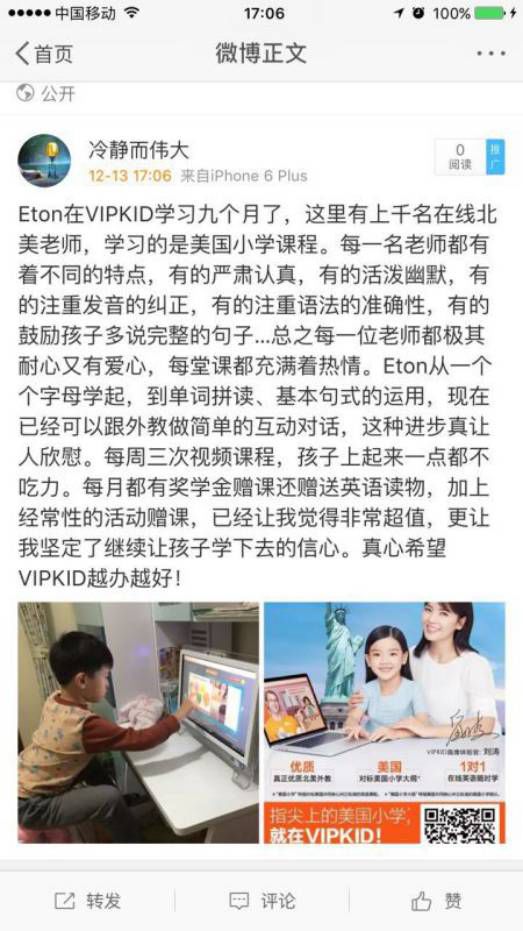 中国移动 17:06 100%
首页 微博正文
公开
冷静而伟大
0
阅读
推广
12-13 17:06 来自iPhone 6 Plus
Eton在VIPKID学习九个月了，这里有上千名在线北
美老师，学习的是美国小学课程。每一名老师都有
着不同的特点，有的严肃认真，有的活泼幽默，有
的注重发音的纠正，有的注重语法的准确性，有的
鼓励孩子多说完整的句子...总之每一位老师都极其
耐心又有爱心，每堂课都充满着热情。Eton从一个
个字母学起，到单词拼读、基本句式的运用，现在
已经可以跟外教做简单的互动对话，这种进步真让
人欣慰。每周三次视频课程，孩子上起来一点都不
吃力。每月都有奖学金赠课还赠送英语读物，加上
经常性的活动赠课，已经让我觉得非常超值，更让
我坚定了继续让孩子学下去的信心。真心希望
VIPKID越办越好！
刘涛
优质 美国 1对1
真正优质北美外教 对标美国小学大纲* 在线英语随时学
指尖上的美国小学，
就在VIPKID！
转发 评论 赞